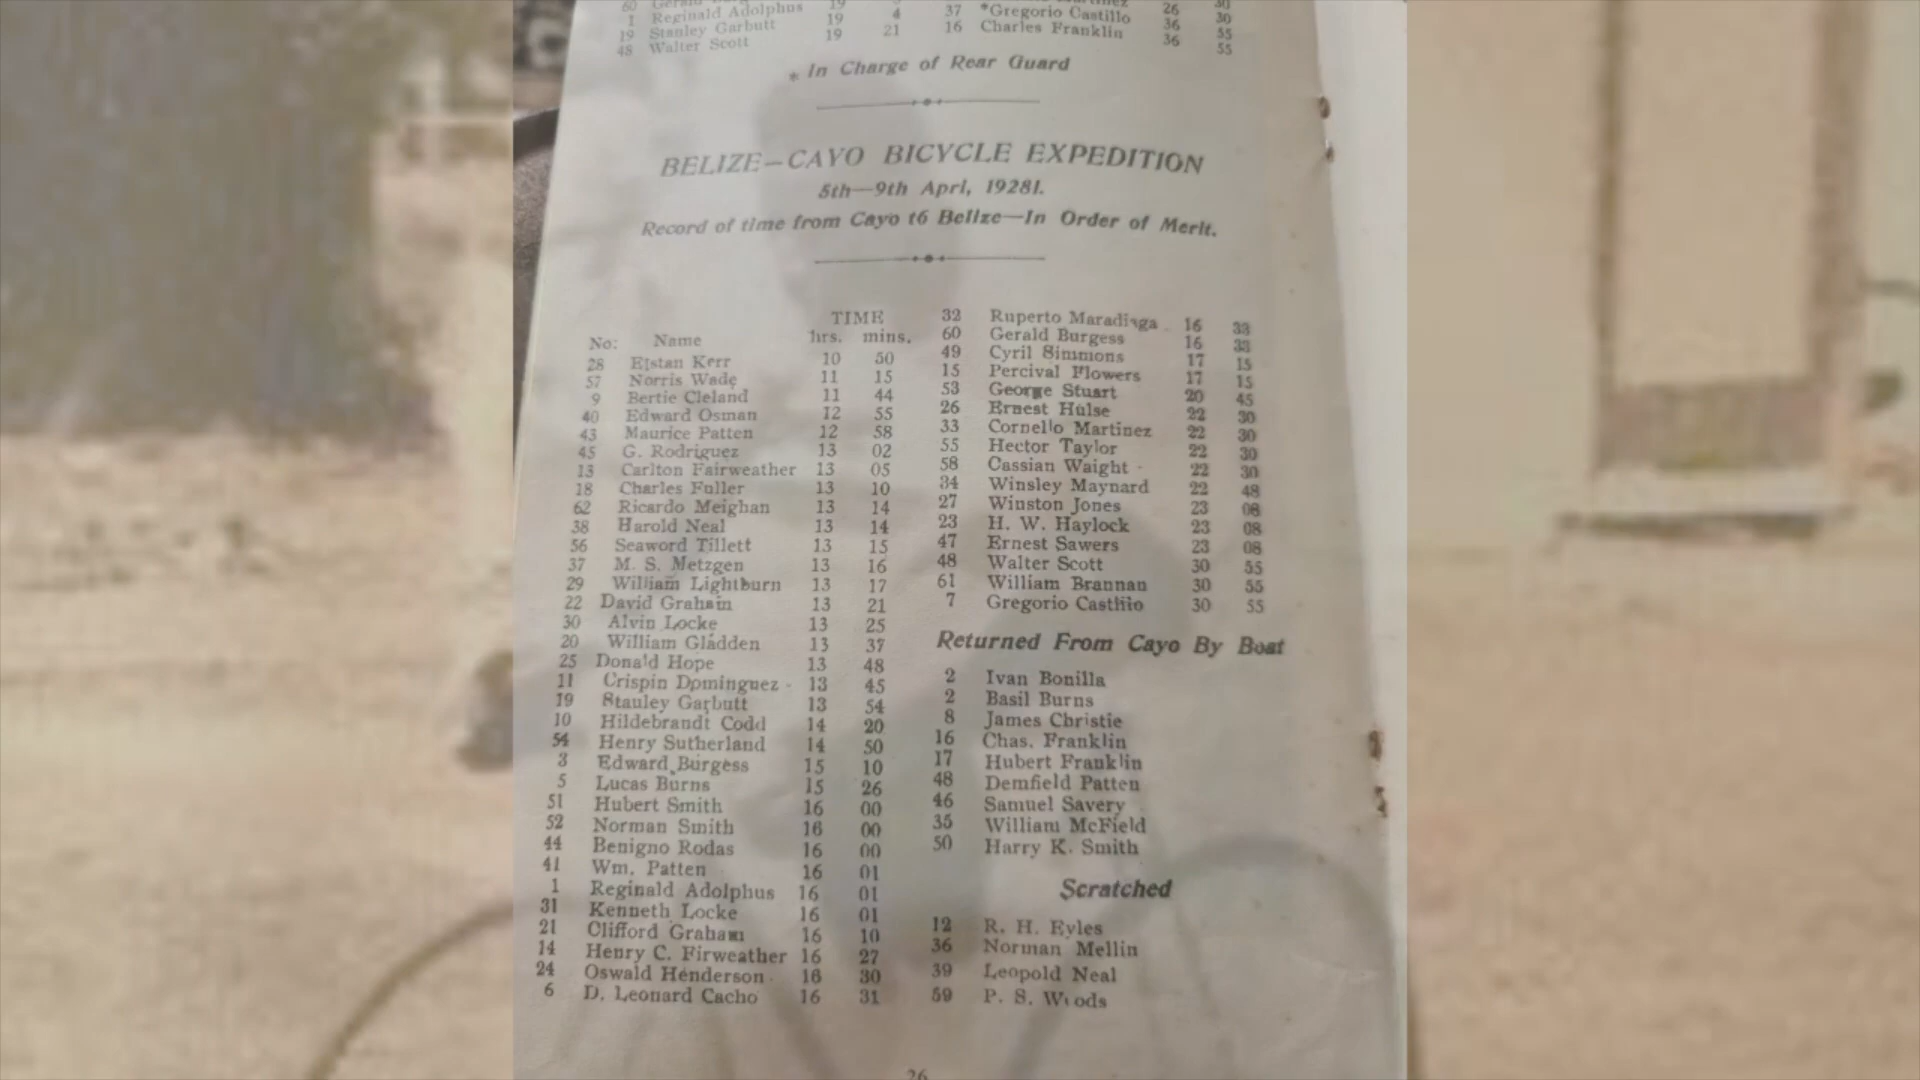 1 Reginald Adolphus 19 4 37 *Gregorio Castillo 36 55
19 Stanley Garbutt 19 21 16 Charles Franklin 36 55
48 Walter Scott
* In Charge of Rear Guard
BELIZE—CAYO BICYCLE EXPEDITION
5th—9th Aprl, 1928I.
Record of time from Cayo t6 Belize—In Order of Merit.
TIME
No: Name hrs. mins.
28 Elstan Kerr 10 50
57 Norris Wade 11 15
9 Bertie Cleland 11 44
40 Edward Osman 12 55
43 Maurice Patten 12 58
45 G. Rodriguez 13 02
13 Carlton Fairweather 13 05
18 Charles Fuller 13 10
62 Ricardo Meighan 13 14
38 Harold Neal 13 14
56 Seaword Tillett 13 15
37 M. S. Metzgen 13 16
29 William Lightburn 13 17
22 David Graham 13 21
30 Alvin Locke 13 25
20 William Gladden 13 37
25 Donald Hope 13 48
11 Crispin Dominguez - 13 45
19 Stanley Garbutt 13 54
10 Hildebrandt Codd 14 20
54 Henry Sutherland 14 50
3 Edward Burgess 15 10
5 Lucas Burns 15 26
51 Hubert Smith 16 00
52 Norman Smith 16 00
44 Benigno Rodas 16 00
41 Wm. Patten 16 01
1 Reginald Adolphus 16 01
31 Kenneth Locke 16 01
21 Clifford Graham 16 10
14 Henry C. Firweather 16 27
24 Oswald Henderson 16 30
6 D. Leonard Cacho 16 31
32 Ruperto Maradiaga 16 33
60 Gerald Burgess 16 33
49 Cyril Simmons 17 15
15 Percival Flowers 17 15
53 George Stuart 20 45
26 Ernest Hulse 22 30
33 Cornello Martinez 22 30
55 Hector Taylor 22 30
58 Cassian Waight - 22 30
34 Winsley Maynard 22 48
27 Winston Jones 23 08
23 H. W. Haylock 23 08
47 Ernest Sawers 23 08
48 Walter Scott 30 55
61 William Brannan 30 55
7 Gregorio Castillo 30 55
Returned From Cayo By Boat
2 Ivan Bonilla
2 Basil Burns
8 James Christie
16 Chas. Franklin
17 Hubert Franklin
48 Demfield Patten
46 Samuel Savery
35 William McField
50 Harry K. Smith
Scratched
12 R. H. Eyles
36 Norman Mellin
39 Leopold Neal
59 P. S. Woods
26